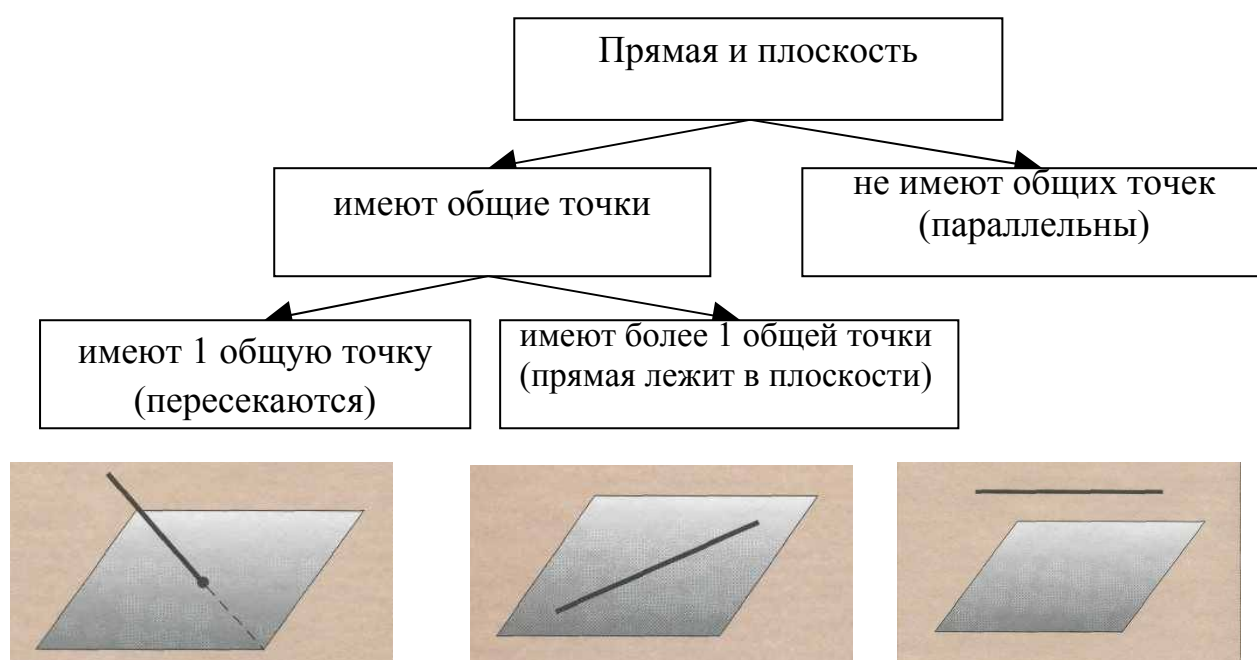 Прямая и плоскость
имеют общие точки
не имеют общих точек
(параллельны)
имеют 1 общую точку
(пересекаются)
имеют более 1 общей точки
(прямая лежит в плоскости)